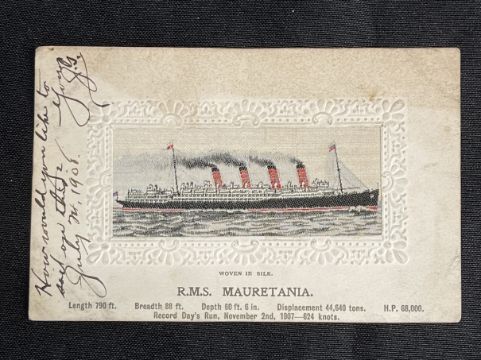 How would you like to
sail on this?
July 14, 1908.
Yours
J.S.
WOVEN IN SILK.
R.M.S. MAURETANIA.
Length 790 ft. Breadth 88 ft. Depth 60 ft. 6 in. Displacement 44,640 tons. H.P. 68,000.
Record Day's Run, November 2nd, 1907—624 knots.